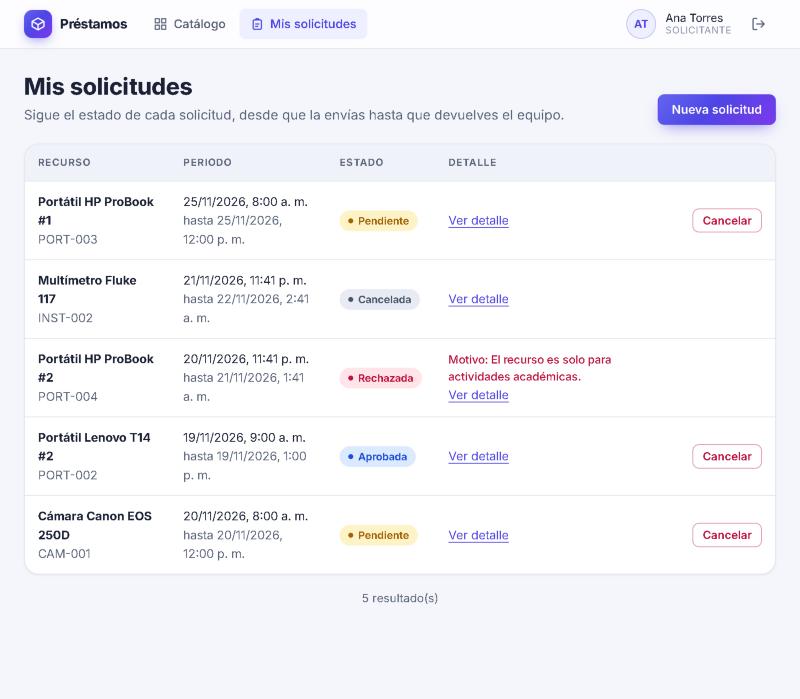 Préstamos
Catálogo
Mis solicitudes
AT
Ana Torres
SOLICITANTE
Mis solicitudes
Sigue el estado de cada solicitud, desde que la envías hasta que devuelves el equipo.
Nueva solicitud
RECURSO PERIODO ESTADO DETALLE
Portátil HP ProBook
#1
PORT-003
25/11/2026, 8:00 a. m.
hasta 25/11/2026,
12:00 p. m.
Pendiente
Ver detalle
Cancelar
Multímetro Fluke
117
INST-002
21/11/2026, 11:41 p. m.
hasta 22/11/2026, 2:41
a. m.
Cancelada
Ver detalle
Portátil HP ProBook
#2
PORT-004
20/11/2026, 11:41 p. m.
hasta 21/11/2026, 1:41
a. m.
Rechazada
Motivo: El recurso es solo para
actividades académicas.
Ver detalle
Portátil Lenovo T14
#2
PORT-002
19/11/2026, 9:00 a. m.
hasta 19/11/2026, 1:00
p. m.
Aprobada
Ver detalle
Cancelar
Cámara Canon EOS
250D
CAM-001
20/11/2026, 8:00 a. m.
hasta 20/11/2026,
12:00 p. m.
Pendiente
Ver detalle
Cancelar
5 resultado(s)